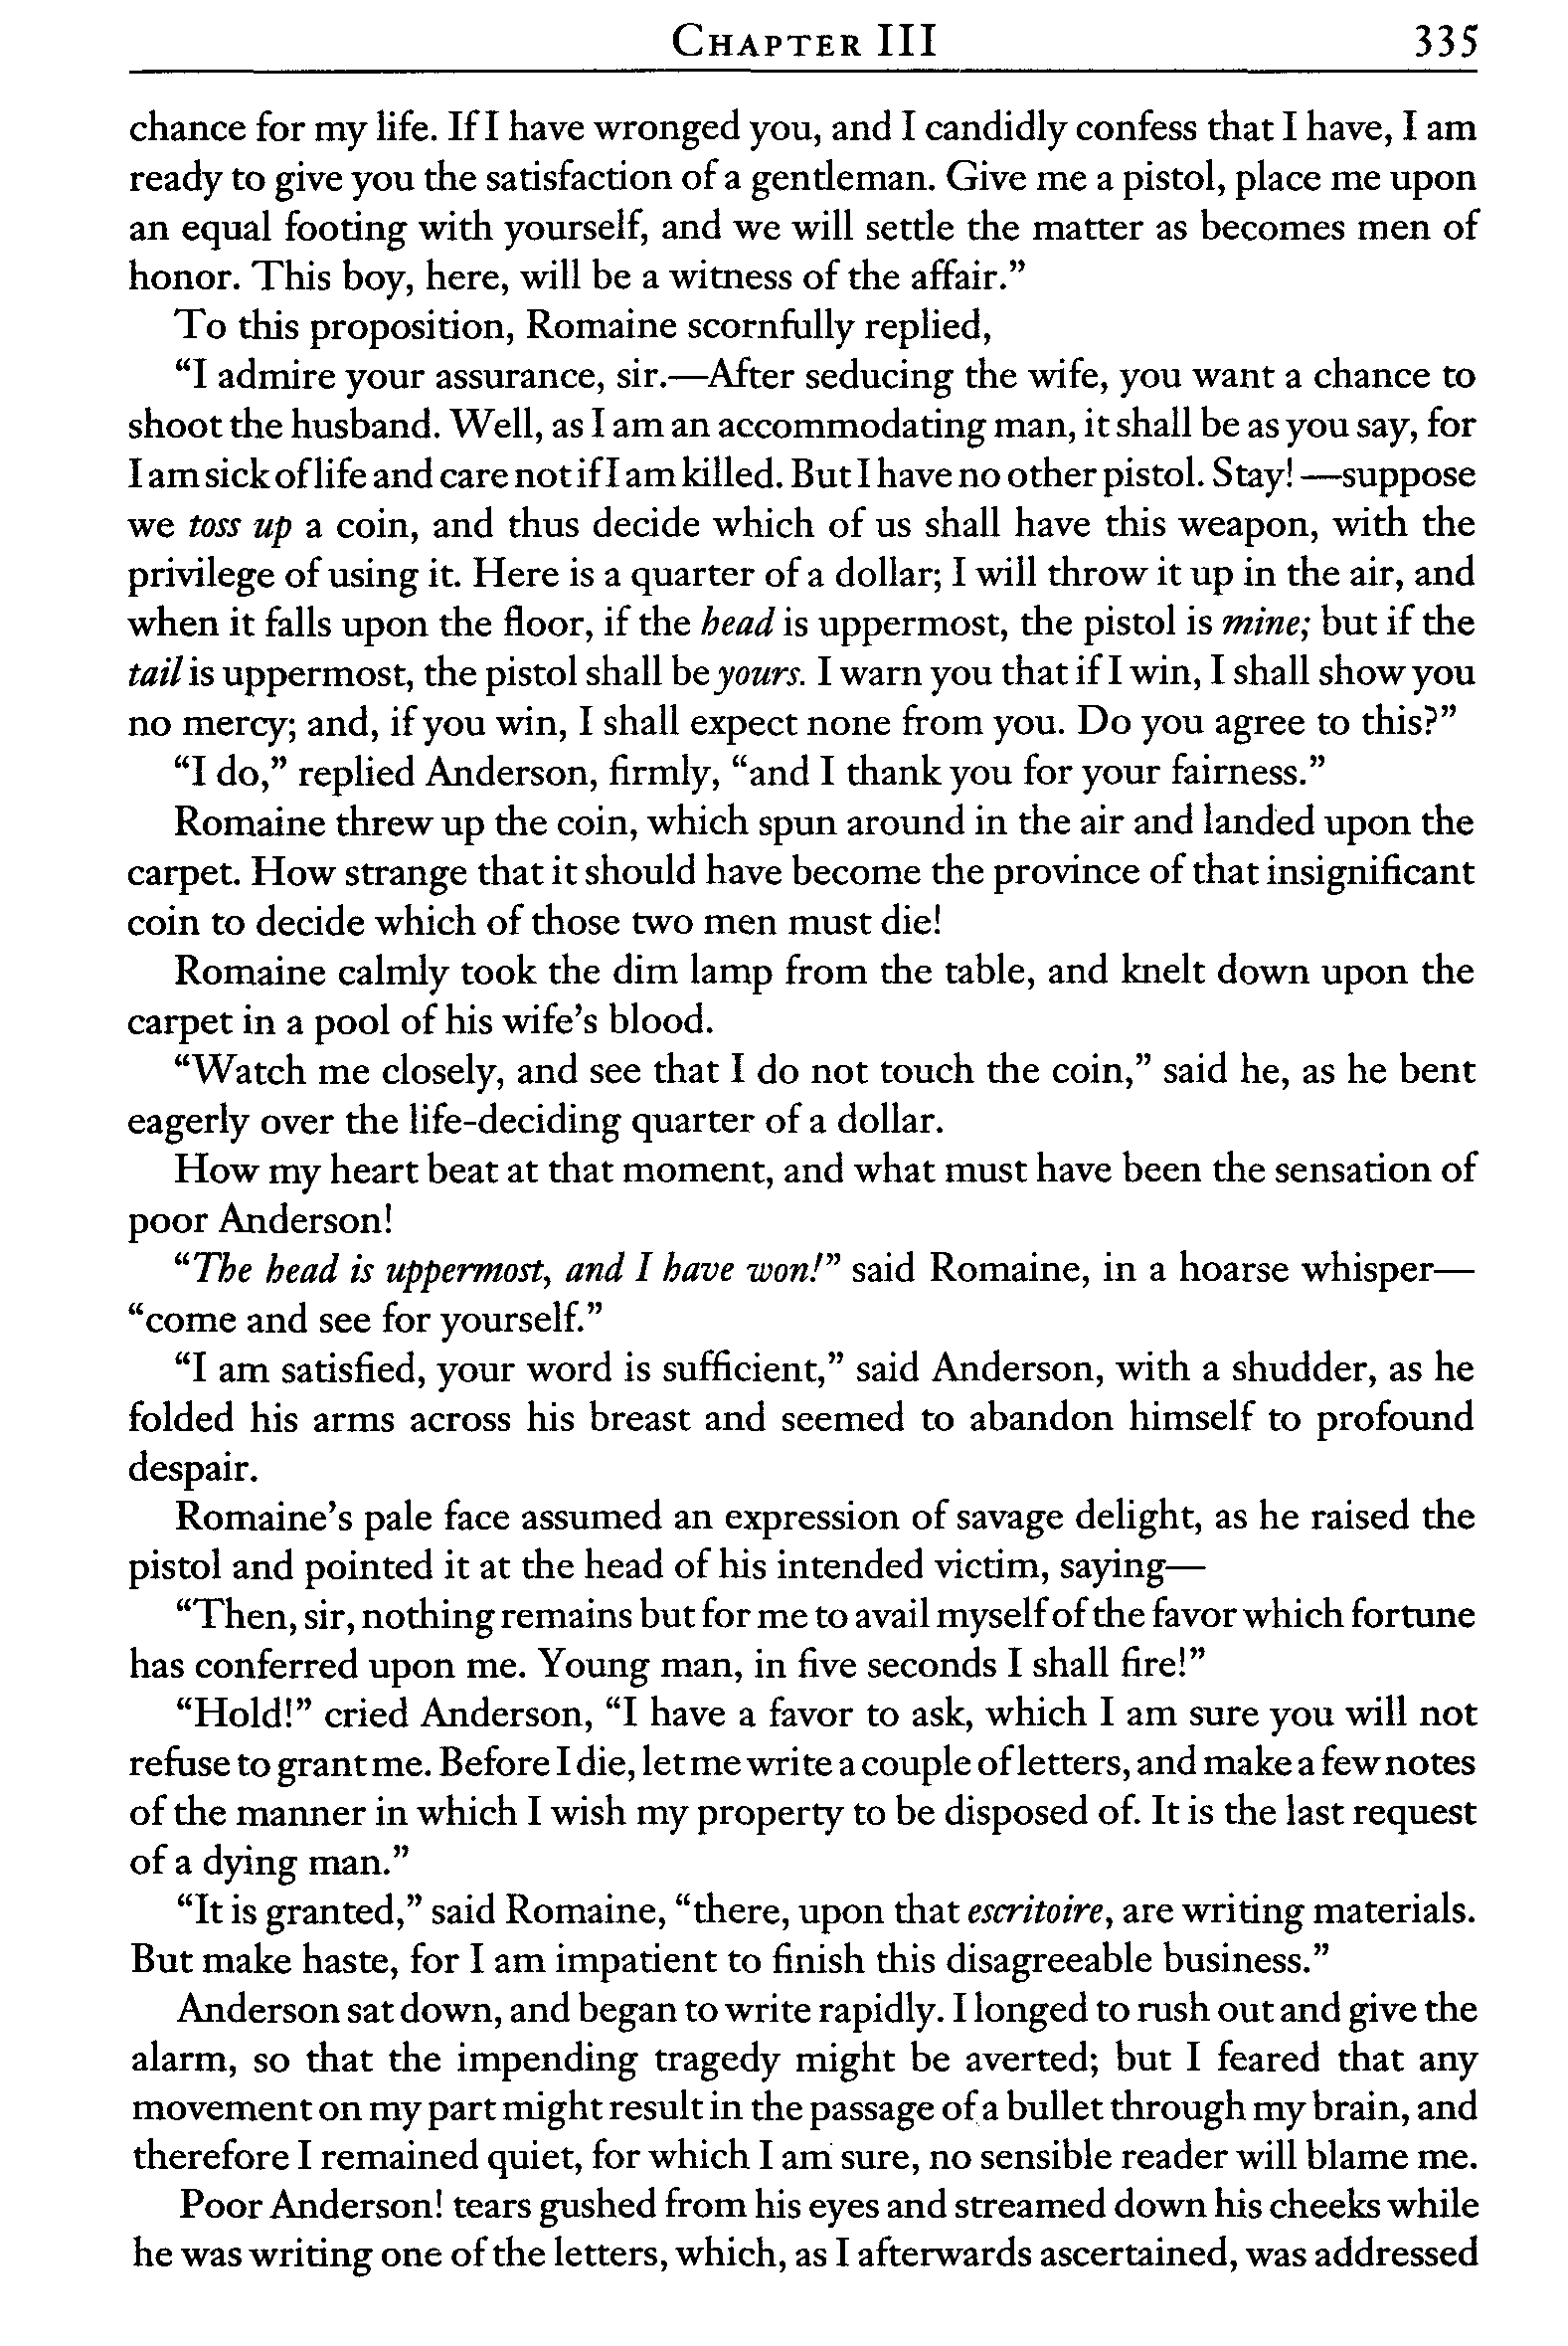 CHAPTER III 335
chance for my life. If I have wronged you, and I candidly confess that I have, I am
ready to give you the satisfaction of a gentleman. Give me a pistol, place me upon
an equal footing with yourself, and we will settle the matter as becomes men of
honor. This boy, here, will be a witness of the affair.”
To this proposition, Romaine scornfully replied,
“I admire your assurance, sir.—After seducing the wife, you want a chance to
shoot the husband. Well, as I am an accommodating man, it shall be as you say, for
I am sick of life and care not if I am killed. But I have no other pistol. Stay! —suppose
we toss up a coin, and thus decide which of us shall have this weapon, with the
privilege of using it. Here is a quarter of a dollar; I will throw it up in the air, and
when it falls upon the floor, if the head is uppermost, the pistol is mine; but if the
tail is uppermost, the pistol shall be yours. I warn you that if I win, I shall show you
no mercy; and, if you win, I shall expect none from you. Do you agree to this?”
“I do,” replied Anderson, firmly, “and I thank you for your fairness.”
Romaine threw up the coin, which spun around in the air and landed upon the
carpet. How strange that it should have become the province of that insignificant
coin to decide which of those two men must die!
Romaine calmly took the dim lamp from the table, and knelt down upon the
carpet in a pool of his wife’s blood.
“Watch me closely, and see that I do not touch the coin,” said he, as he bent
eagerly over the life-deciding quarter of a dollar.
How my heart beat at that moment, and what must have been the sensation of
poor Anderson!
“The head is uppermost, and I have won!” said Romaine, in a hoarse whisper—
“come and see for yourself.”
“I am satisfied, your word is sufficient,” said Anderson, with a shudder, as he
folded his arms across his breast and seemed to abandon himself to profound
despair.
Romaine’s pale face assumed an expression of savage delight, as he raised the
pistol and pointed it at the head of his intended victim, saying—
“Then, sir, nothing remains but for me to avail myself of the favor which fortune
has conferred upon me. Young man, in five seconds I shall fire!”
“Hold!” cried Anderson, “I have a favor to ask, which I am sure you will not
refuse to grant me. Before I die, let me write a couple of letters, and make a few notes
of the manner in which I wish my property to be disposed of. It is the last request
of a dying man.”
“It is granted,” said Romaine, “there, upon that escritoire, are writing materials.
But make haste, for I am impatient to finish this disagreeable business.”
Anderson sat down, and began to write rapidly. I longed to rush out and give the
alarm, so that the impending tragedy might be averted; but I feared that any
movement on my part might result in the passage of a bullet through my brain, and
therefore I remained quiet, for which I am sure, no sensible reader will blame me.
Poor Anderson! tears gushed from his eyes and streamed down his cheeks while
he was writing one of the letters, which, as I afterwards ascertained, was addressed